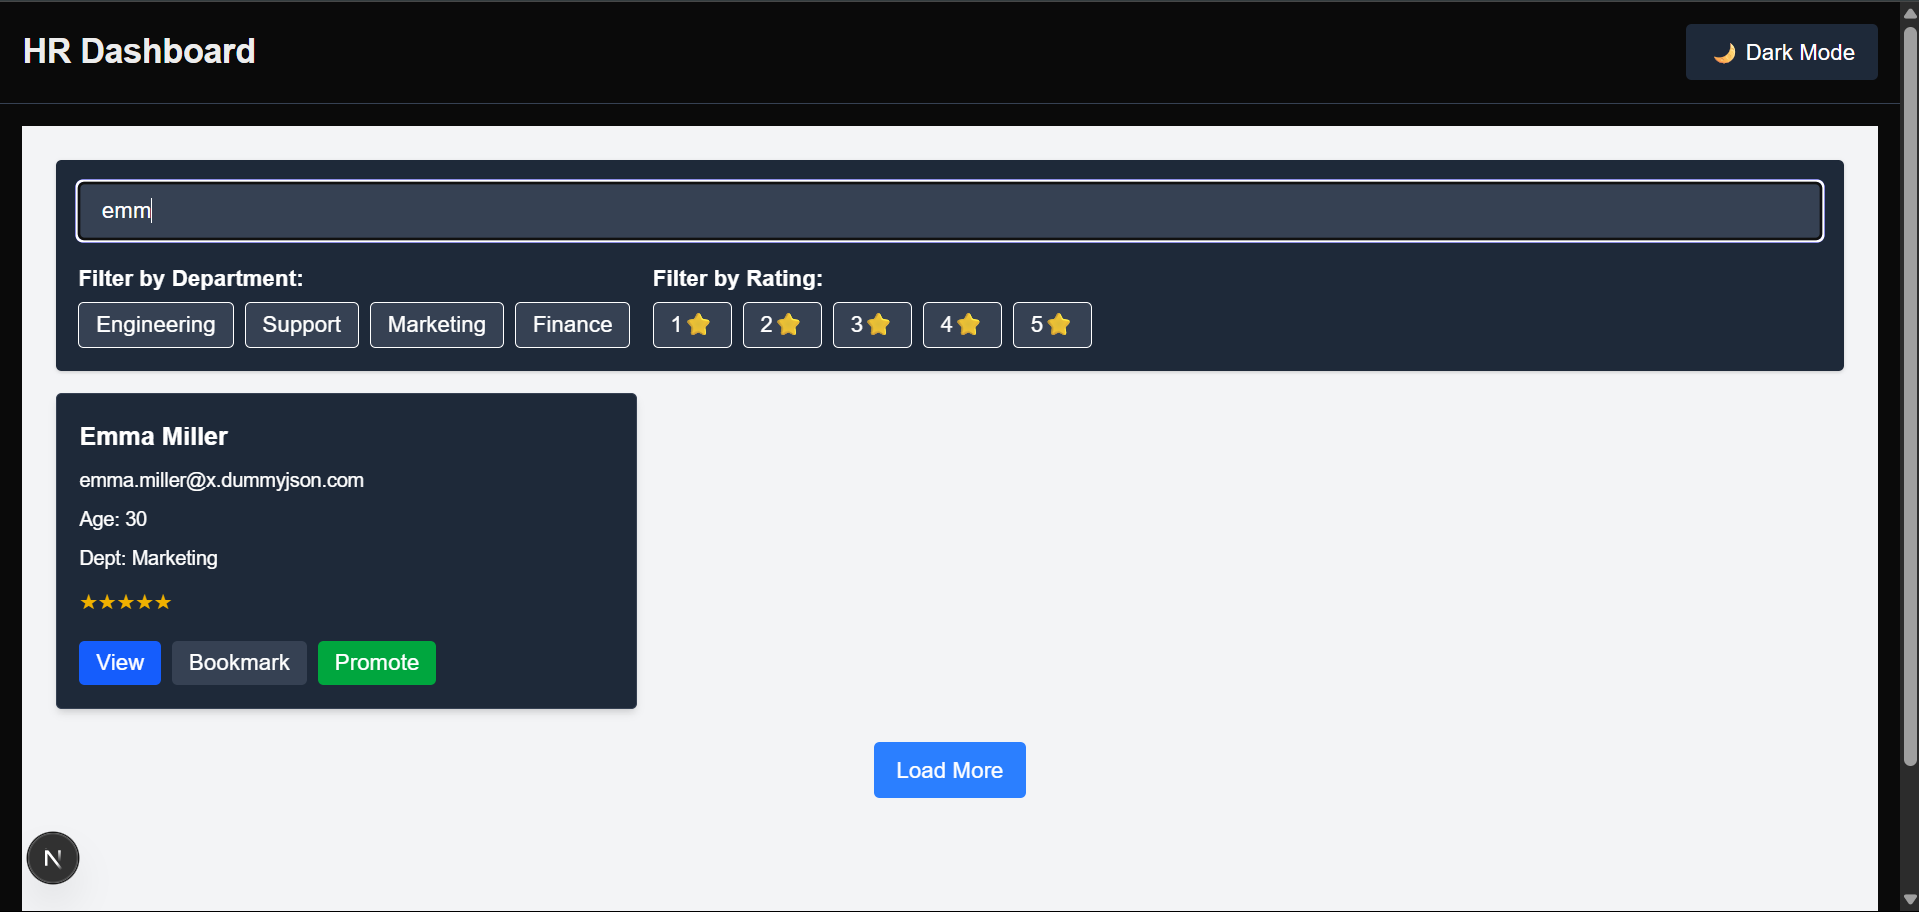 HR Dashboard
🌙 Dark Mode
emm
Filter by Department:
Engineering Support Marketing Finance
Filter by Rating:
1⭐ 2⭐ 3⭐ 4⭐ 5⭐
Emma Miller
emma.miller@x.dummyjson.com
Age: 30
Dept: Marketing
★★★★★
View Bookmark Promote
Load More
N